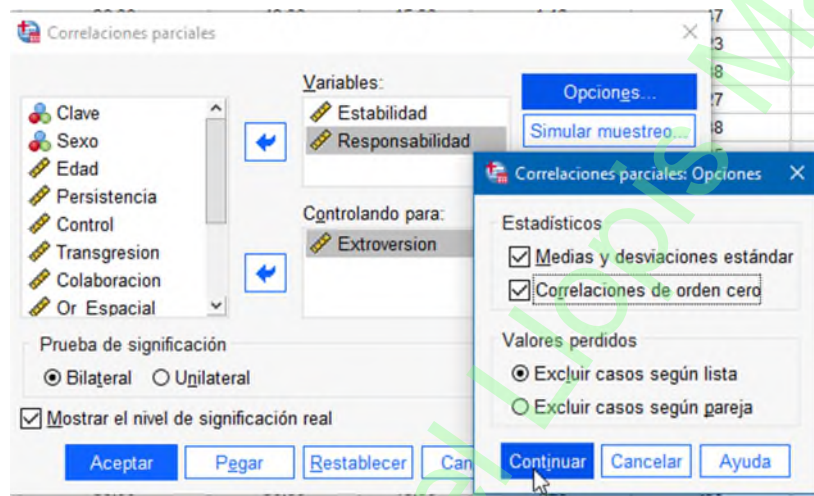 Correlaciones parciales
Variables:
Clave
Sexo
Edad
Persistencia
Control
Transgresion
Colaboracion
Or Espacial
Estabilidad
Responsabilidad
Controlando para:
Extroversion
Opciones...
Simular muestreo...
Prueba de significación
Bilateral Unilateral
Mostrar el nivel de significación real
Aceptar Pegar Restablecer Can
Correlaciones parciales: Opciones
Estadísticos
Medias y desviaciones estándar
Correlaciones de orden cero
Valores perdidos
Excluir casos según lista
Excluir casos según pareja
Continuar Cancelar Ayuda